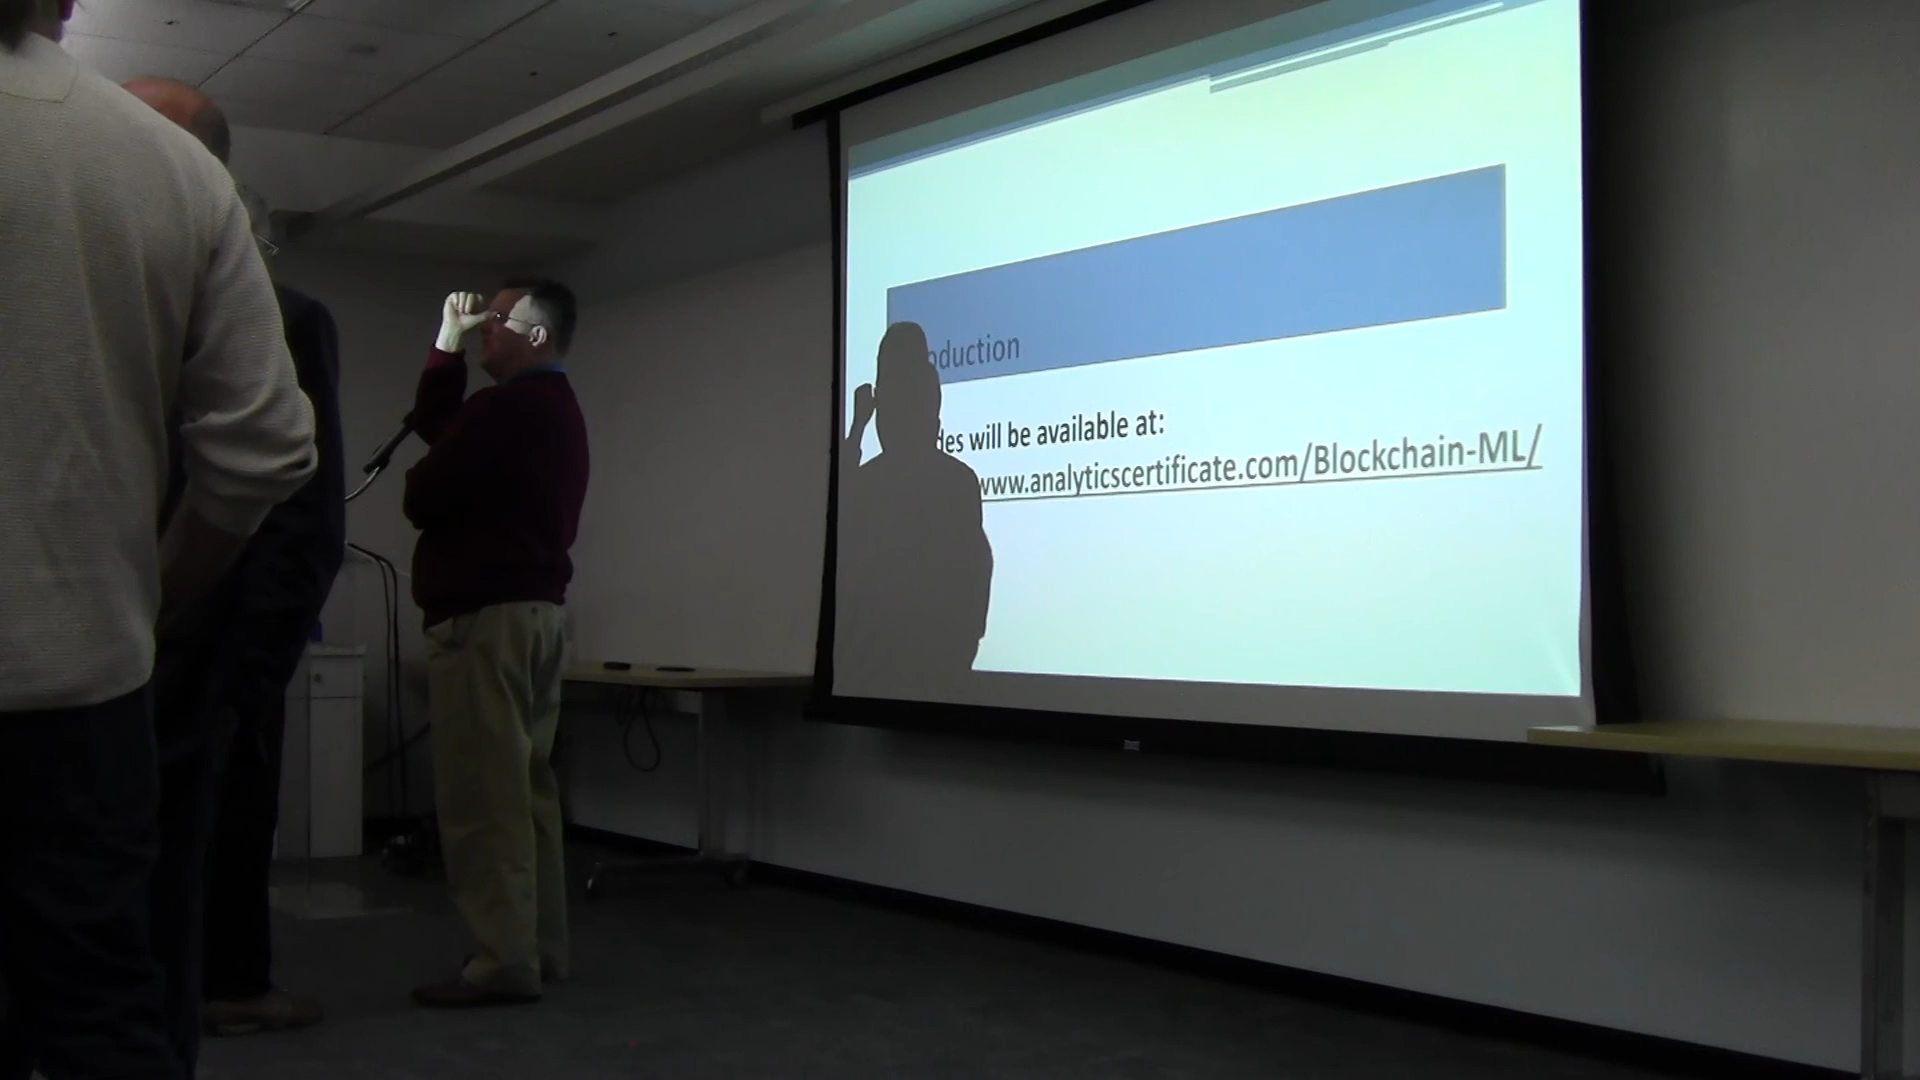 oduction
des will be available at:
www.analyticscertificate.com/Blockchain-ML/